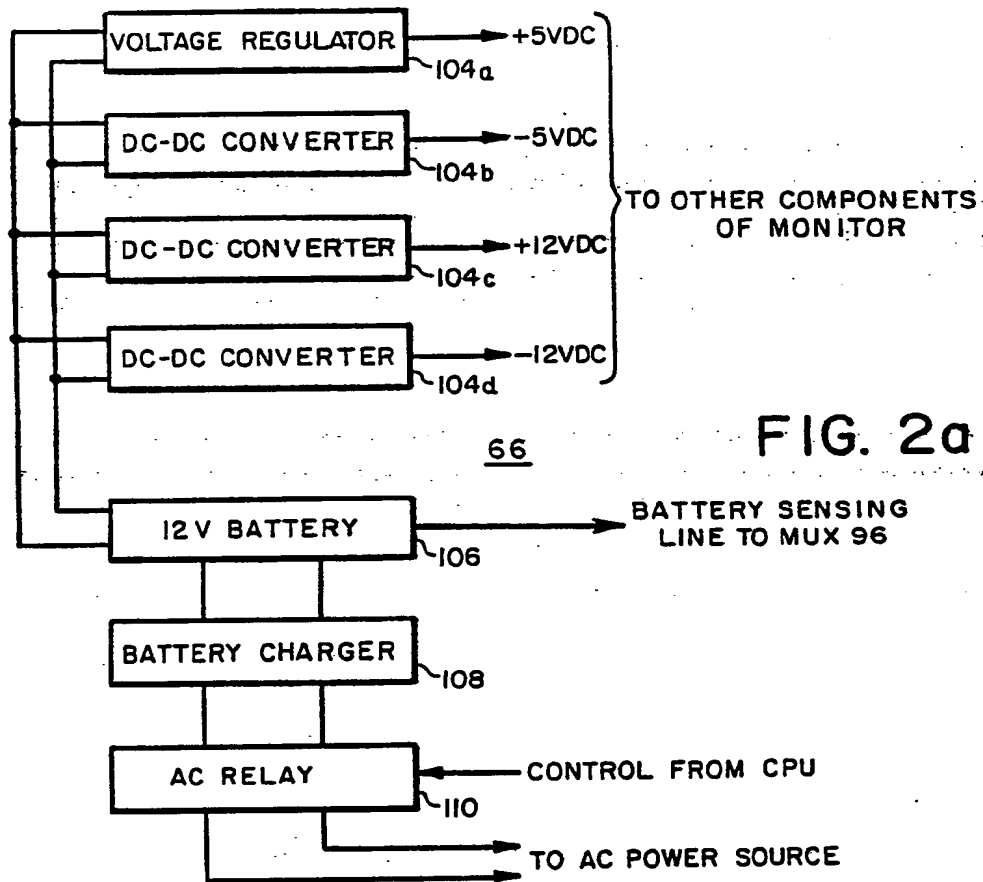 VOLTAGE REGULATOR
104a
+5VDC
DC-DC CONVERTER
104b
-5VDC
DC-DC CONVERTER
104c
+12VDC
DC-DC CONVERTER
104d
-12VDC
TO OTHER COMPONENTS
OF MONITOR
66
FIG. 2a
12V BATTERY
106
BATTERY SENSING
LINE TO MUX 96
BATTERY CHARGER
108
AC RELAY
110
CONTROL FROM CPU
TO AC POWER SOURCE